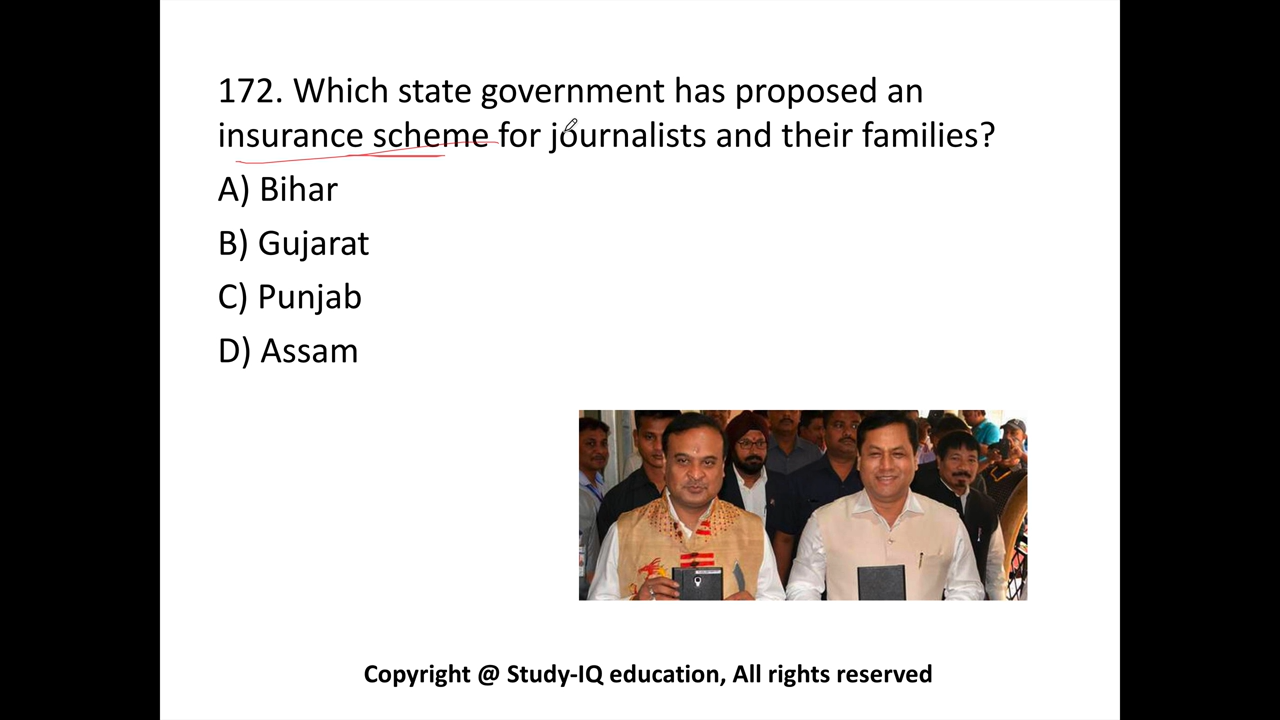 172. Which state government has proposed an
insurance scheme for journalists and their families?
A) Bihar
B) Gujarat
C) Punjab
D) Assam
Copyright @ Study-IQ education, All rights reserved